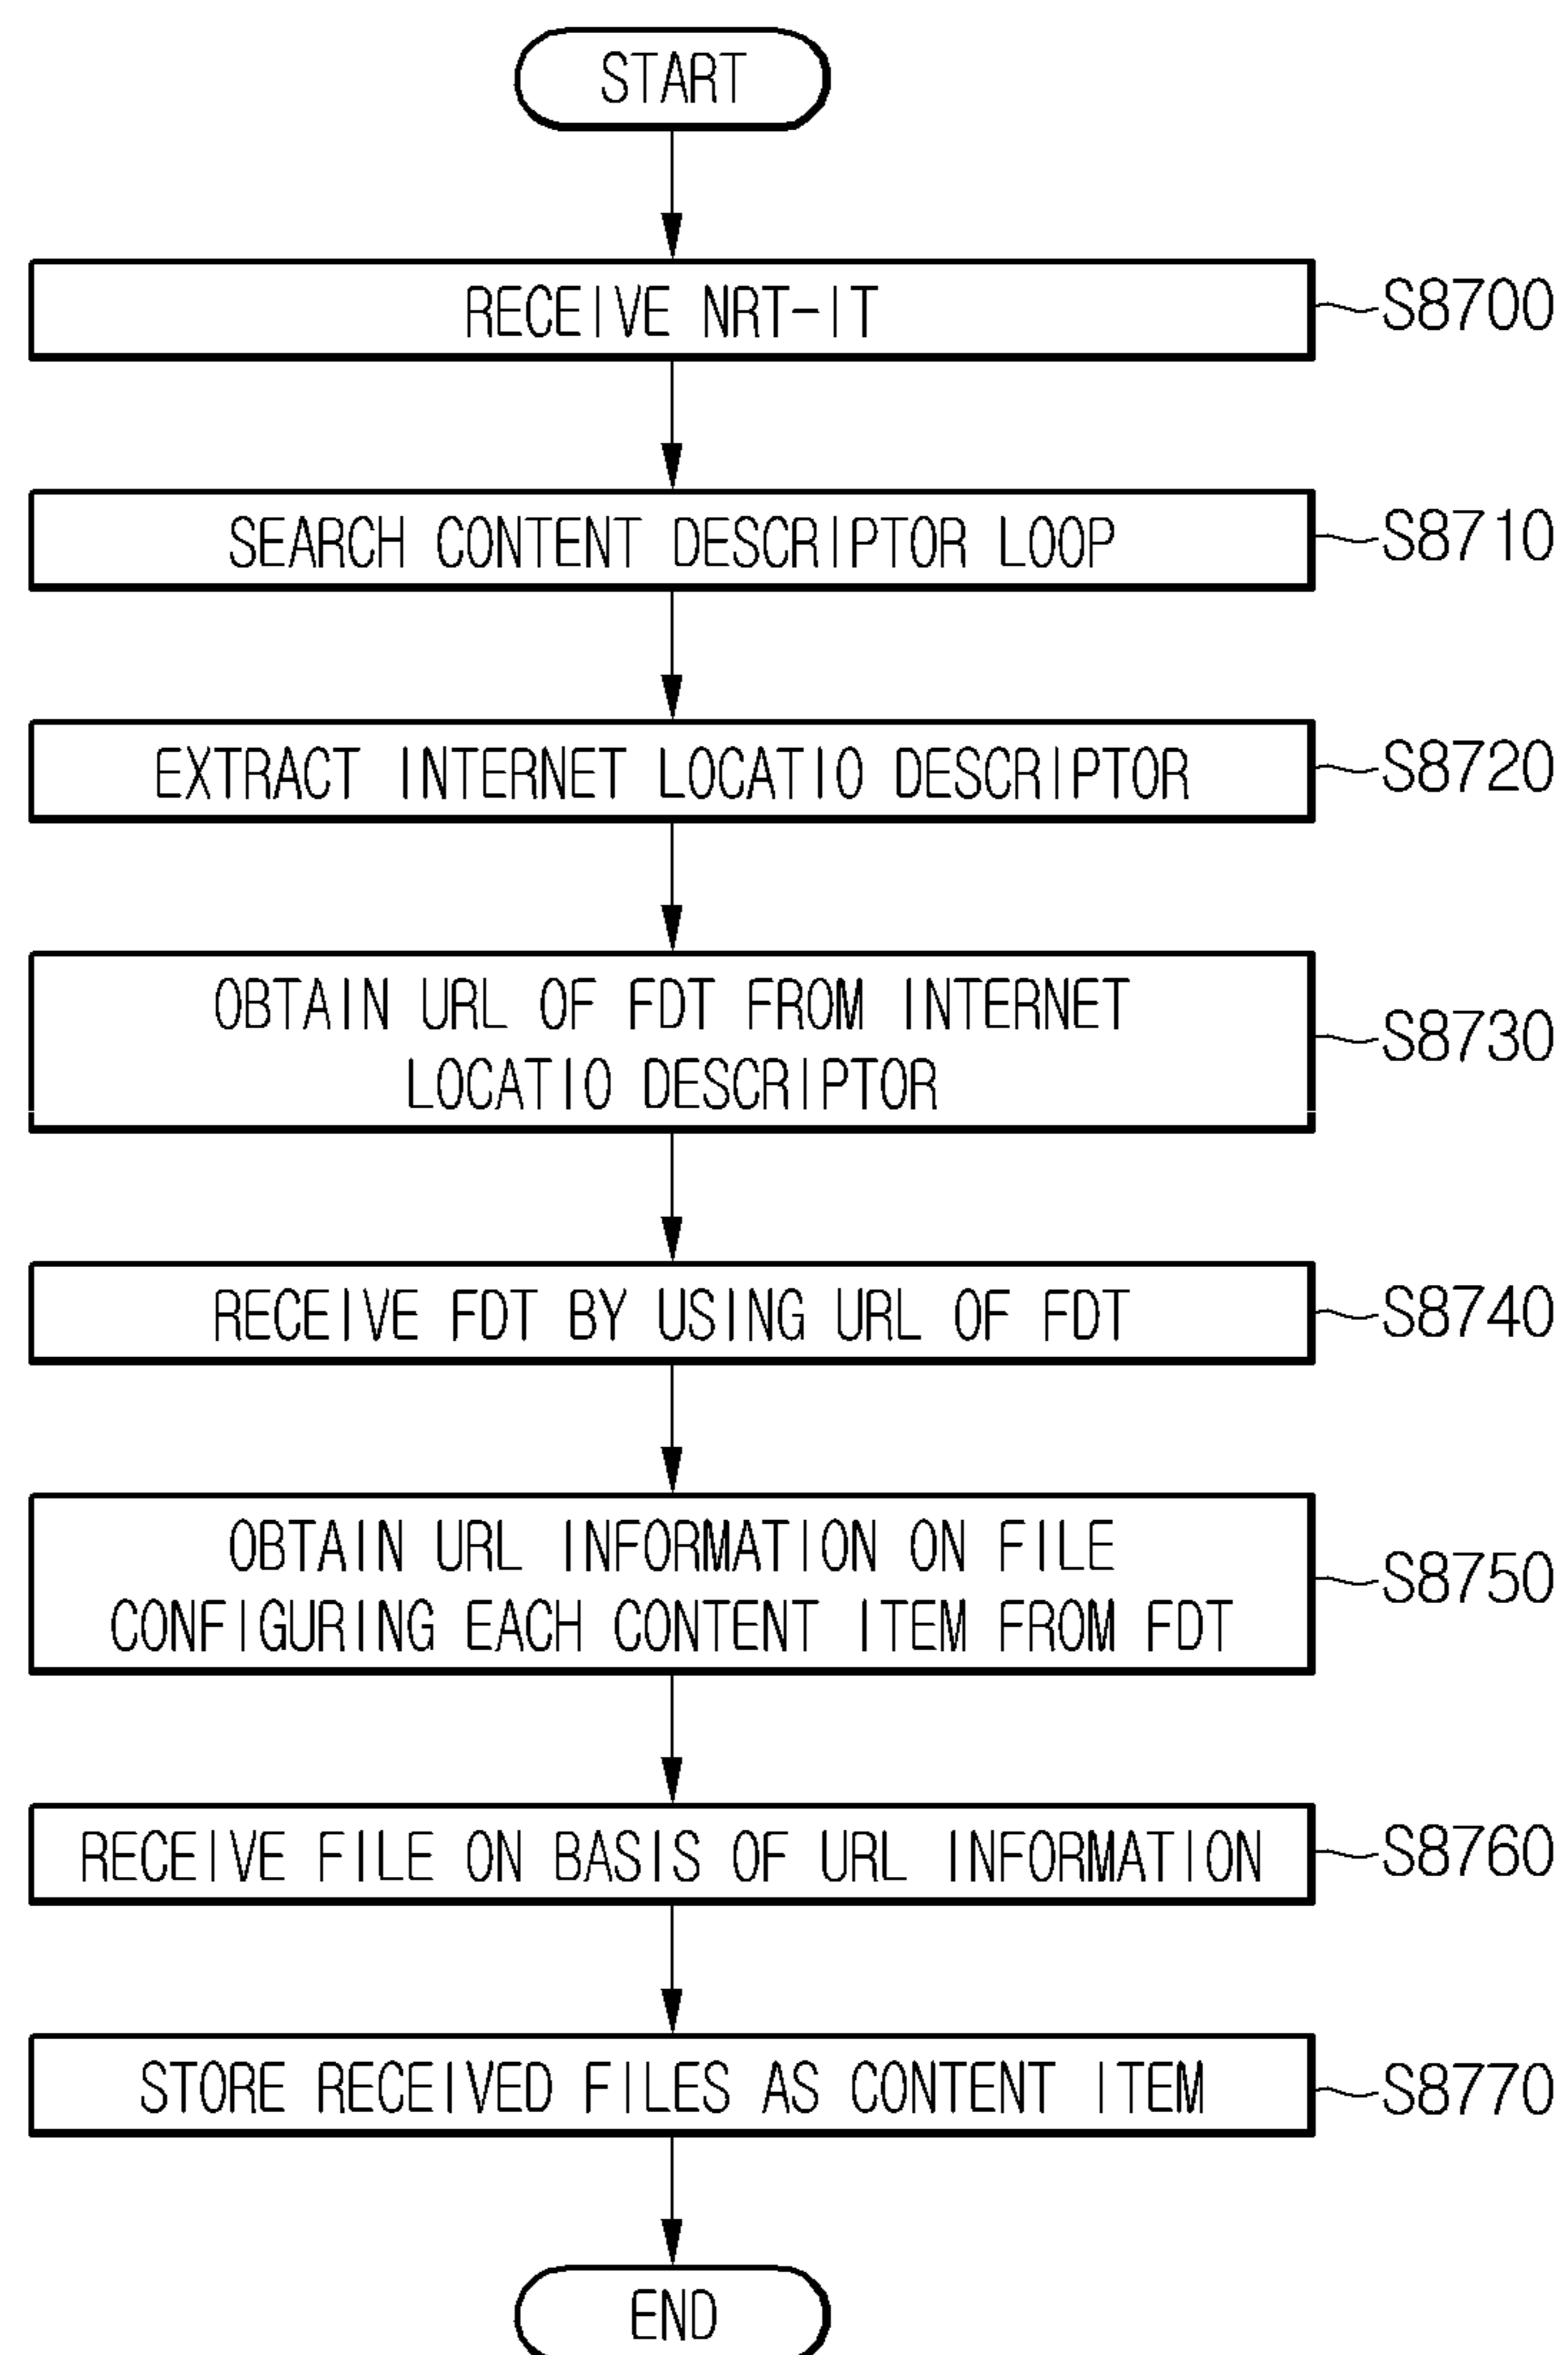 START
RECEIVE NRT-IT
S8700
SEARCH CONTENT DESCRIPTOR LOOP
S8710
EXTRACT INTERNET LOCATIO DESCRIPTOR
S8720
OBTAIN URL OF FDT FROM INTERNET
LOCATIO DESCRIPTOR
S8730
RECEIVE FDT BY USING URL OF FDT
S8740
OBTAIN URL INFORMATION ON FILE
CONFIGURING EACH CONTENT ITEM FROM FDT
S8750
RECEIVE FILE ON BASIS OF URL INFORMATION
S8760
STORE RECEIVED FILES AS CONTENT ITEM
S8770
END